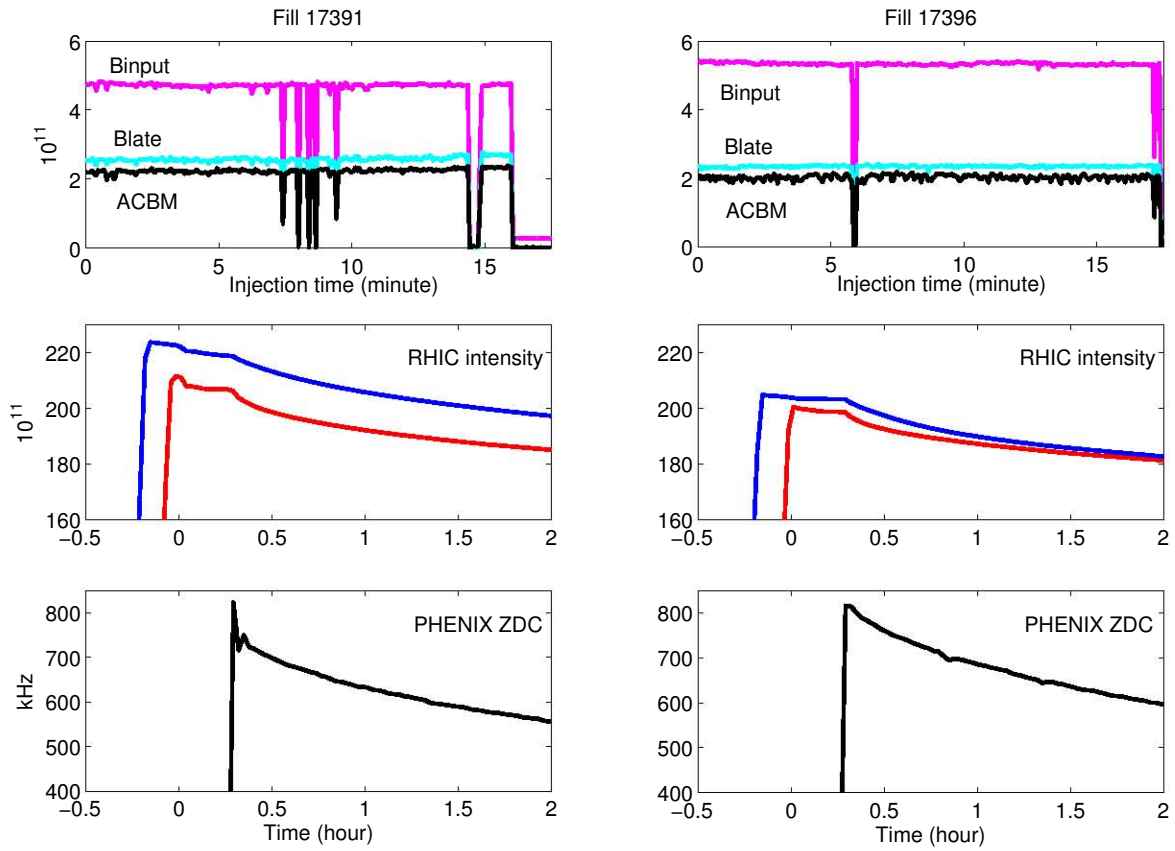 Fill 17391
6
4
2
0
10^11
Binput
Blate
ACBM
0 5 10 15
Injection time (minute)
Fill 17396
6
4
2
0
Binput
Blate
ACBM
0 5 10 15
Injection time (minute)
220
200
180
160
10^11
RHIC intensity
−0.5 0 0.5 1 1.5 2
220
200
180
160
10^11
RHIC intensity
−0.5 0 0.5 1 1.5 2
800
700
600
500
400
kHz
PHENIX ZDC
−0.5 0 0.5 1 1.5 2
Time (hour)
800
700
600
500
400
PHENIX ZDC
−0.5 0 0.5 1 1.5 2
Time (hour)